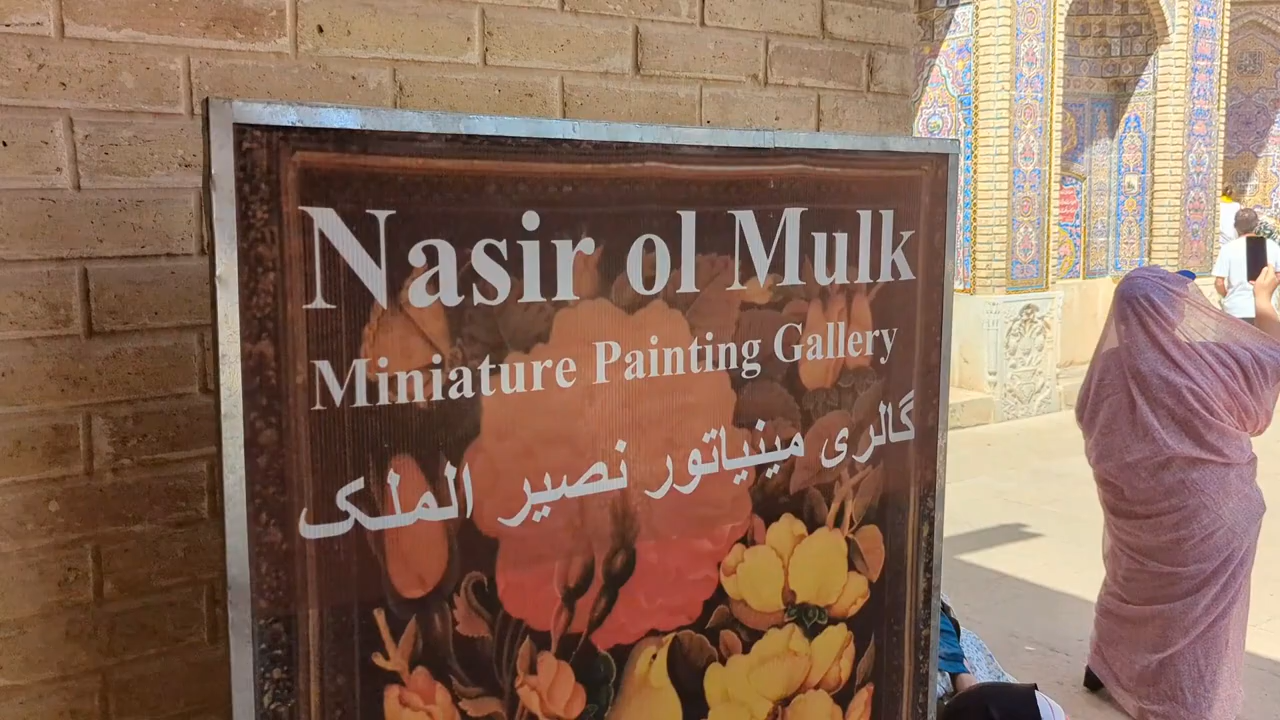 Nasir ol Mulk
Miniature Painting Gallery
گالری مینیاتور نصیر الملک